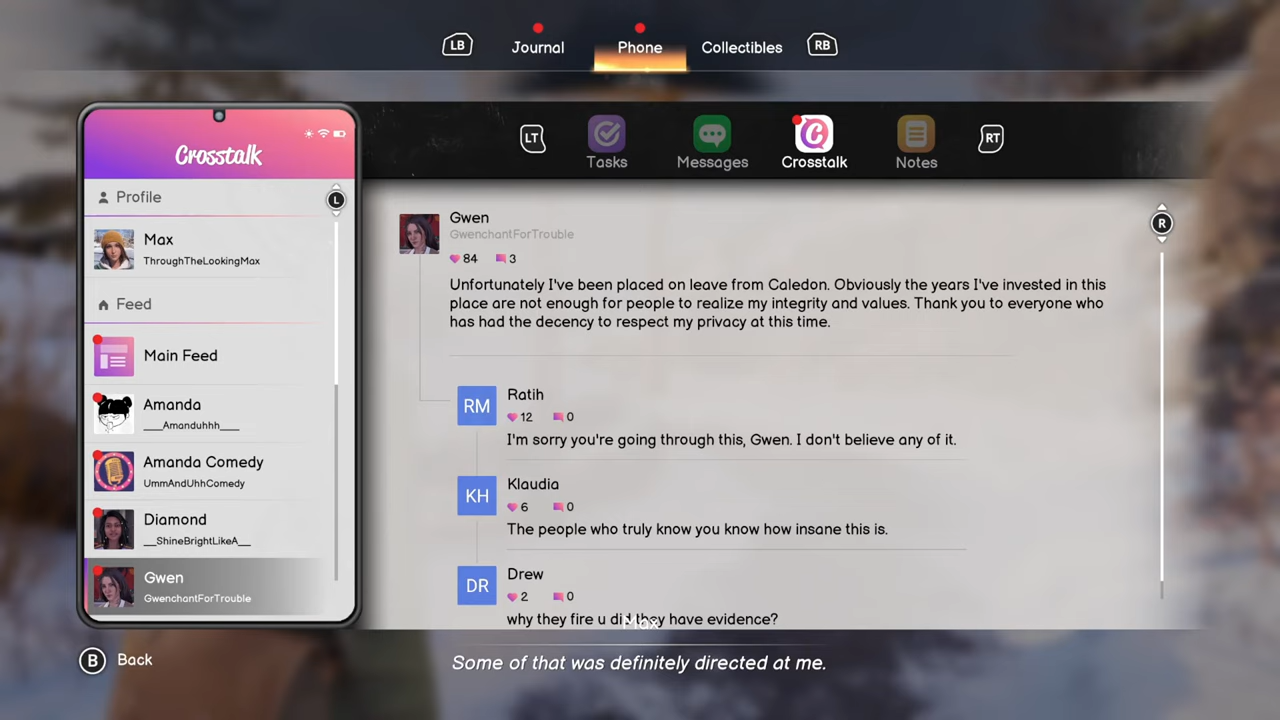 LB
Journal
Phone
Collectibles
RB
Crosstalk
Profile
L
Max
ThroughTheLookingMax
Feed
Main Feed
Amanda
____Amanduhhh____
Amanda Comedy
UmmAndUhhComedy
Diamond
__ShineBrightLikeA__
Gwen
GwenchantForTrouble
LT
Tasks
Messages
Crosstalk
Notes
RT
R
Gwen
GwenchantForTrouble
84 3
Unfortunately I've been placed on leave from Caledon. Obviously the years I've invested in this
place are not enough for people to realize my integrity and values. Thank you to everyone who
has had the decency to respect my privacy at this time.
RM
Ratih
12 0
I'm sorry you're going through this, Gwen. I don't believe any of it.
KH
Klaudia
6 0
The people who truly know you know how insane this is.
DR
Drew
2 0
why they fire u did they have evidence?
Max
Some of that was definitely directed at me.
B Back